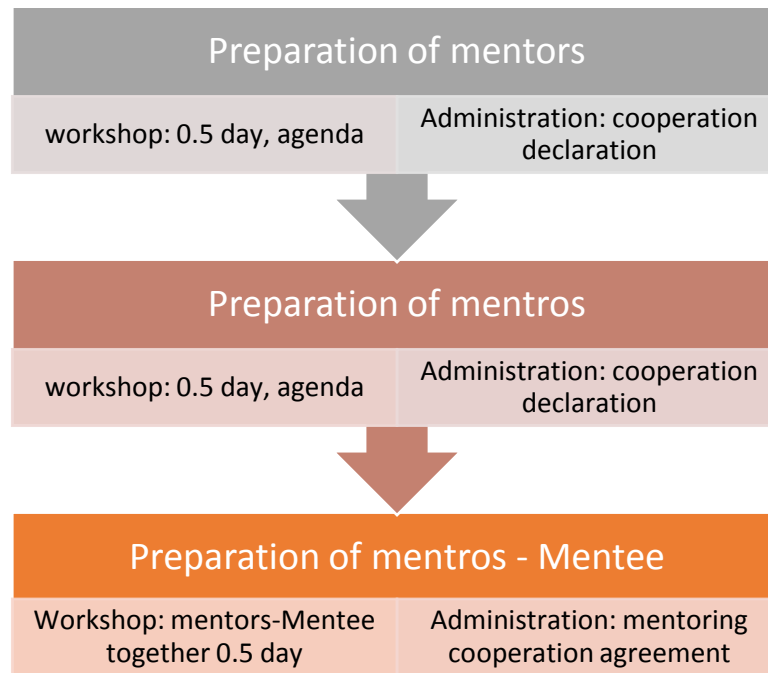 Preparation of mentors
workshop: 0.5 day, agenda
Administration: cooperation
declaration
Preparation of mentros
workshop: 0.5 day, agenda
Administration: cooperation
declaration
Preparation of mentros - Mentee
Workshop: mentors-Mentee
together 0.5 day
Administration: mentoring
cooperation agreement